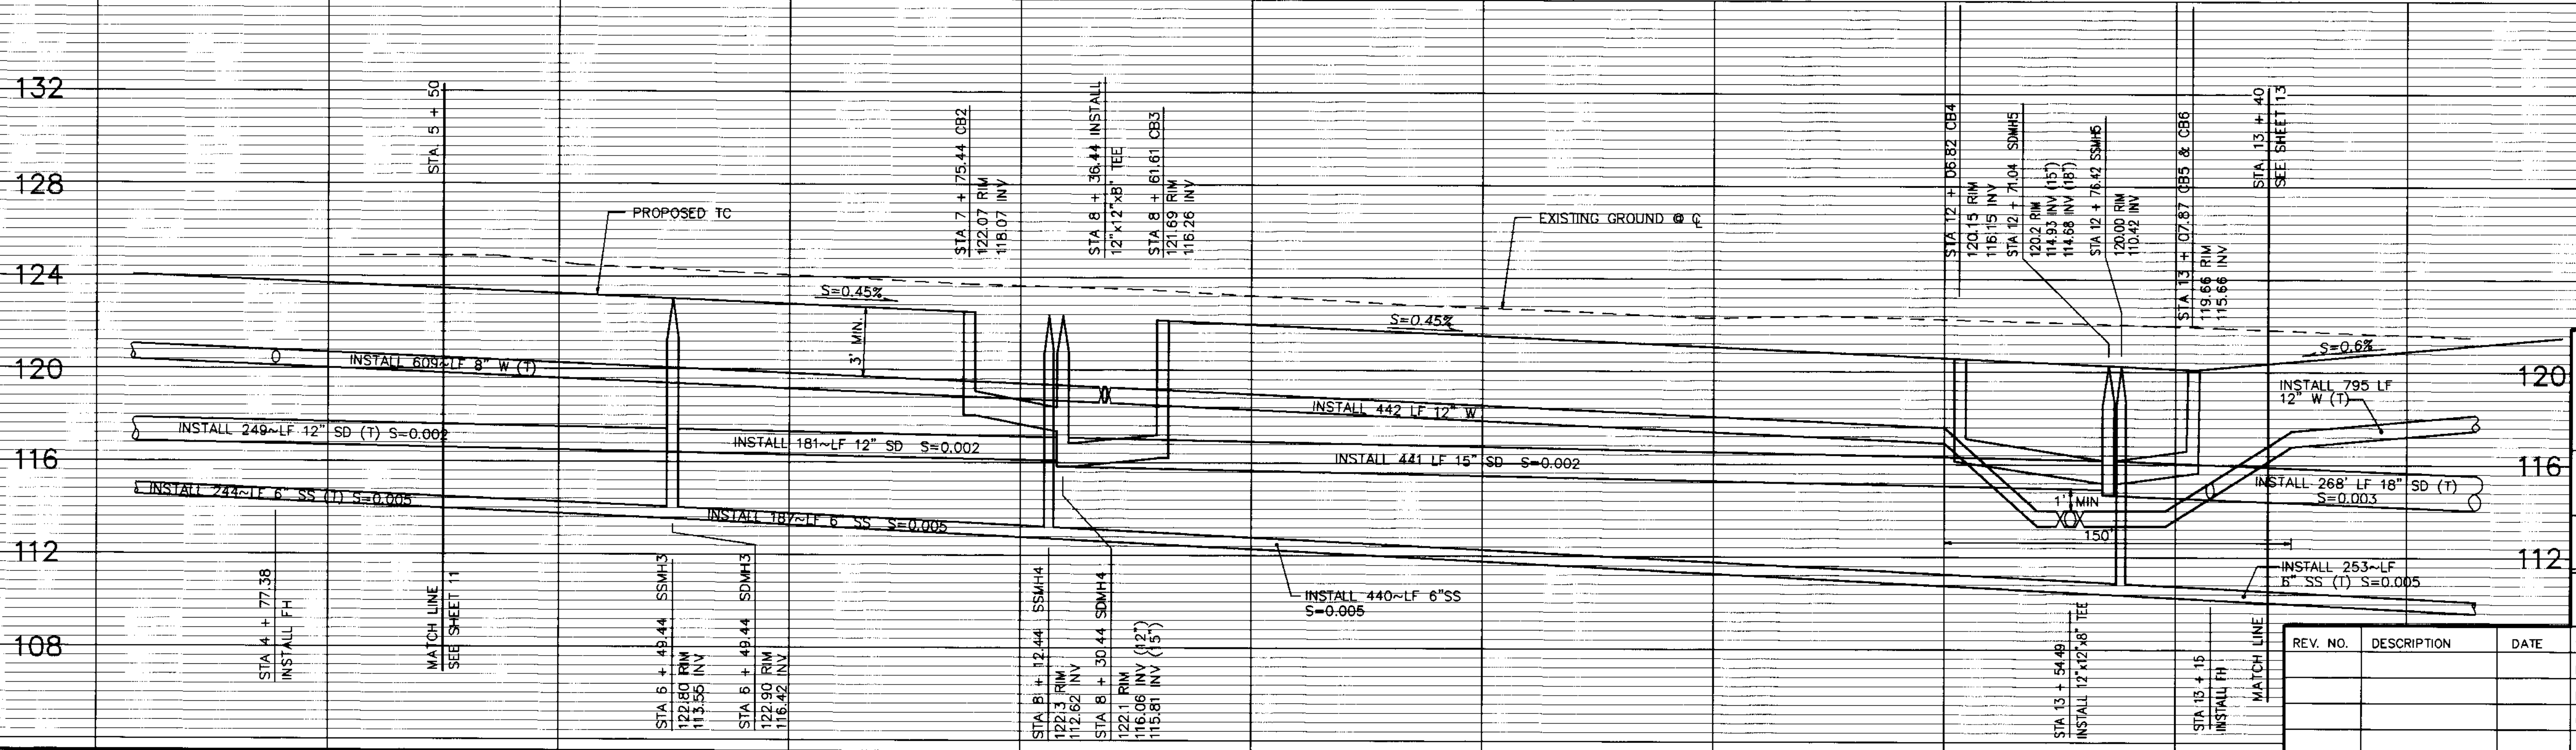 132
128
124
120
116
112
108
STA. 5 + 50
PROPOSED TC
STA 7 + 75.44 CB2
122.07 RIM
118.07 INV
STA 8 + 36.44 INSTALL
12"x12"x8" TEE
STA 8 + 61.61 CB3
121.69 RIM
116.26 INV
EXISTING GROUND @ ℄
STA 12 + 06.82 CB4
120.15 RIM
116.15 INV
STA 12 + 71.04 SDMH5
120.2 RIM
114.93 INV (15")
114.68 INV (18")
STA 12 + 76.42 SSMH5
120.00 RIM
110.42 INV
STA 13 + 07.87 CB5 & CB6
119.66 RIM
115.66 INV
STA. 13 + 40
SEE SHEET 13
S=0.45%
3' MIN.
S=0.45%
S=0.6%
INSTALL 609~LF 8" W (T)
INSTALL 442 LF 12" W
INSTALL 795 LF
12" W (T)
INSTALL 249~LF 12" SD (T) S=0.002
INSTALL 181~LF 12" SD S=0.002
INSTALL 441 LF 15" SD S=0.002
INSTALL 268' LF 18" SD (T)
S=0.003
INSTALL 244~LF 6" SS (T) S=0.005
INSTALL 187~LF 6" SS S=0.005
1' MIN
150'
INSTALL 440~LF 6"SS
S=0.005
INSTALL 253~LF
6" SS (T) S=0.005
120
116
112
STA 4 + 77.38
INSTALL FH
MATCH LINE
SEE SHEET 11
STA 6 + 49.44 SSMH3
122.80 RIM
113.55 INV
STA 6 + 49.44 SDMH3
122.90 RIM
116.42 INV
STA 8 + 12.44 SSMH4
122.3 RIM
112.62 INV
STA 8 + 30.44 SDMH4
122.1 RIM
116.06 INV (12")
115.81 INV (15")
STA 13 + 54.49
INSTALL 12"x12"x8" TEE
STA 13 + 15
INSTALL FH
MATCH LINE
REV. NO. DESCRIPTION DATE